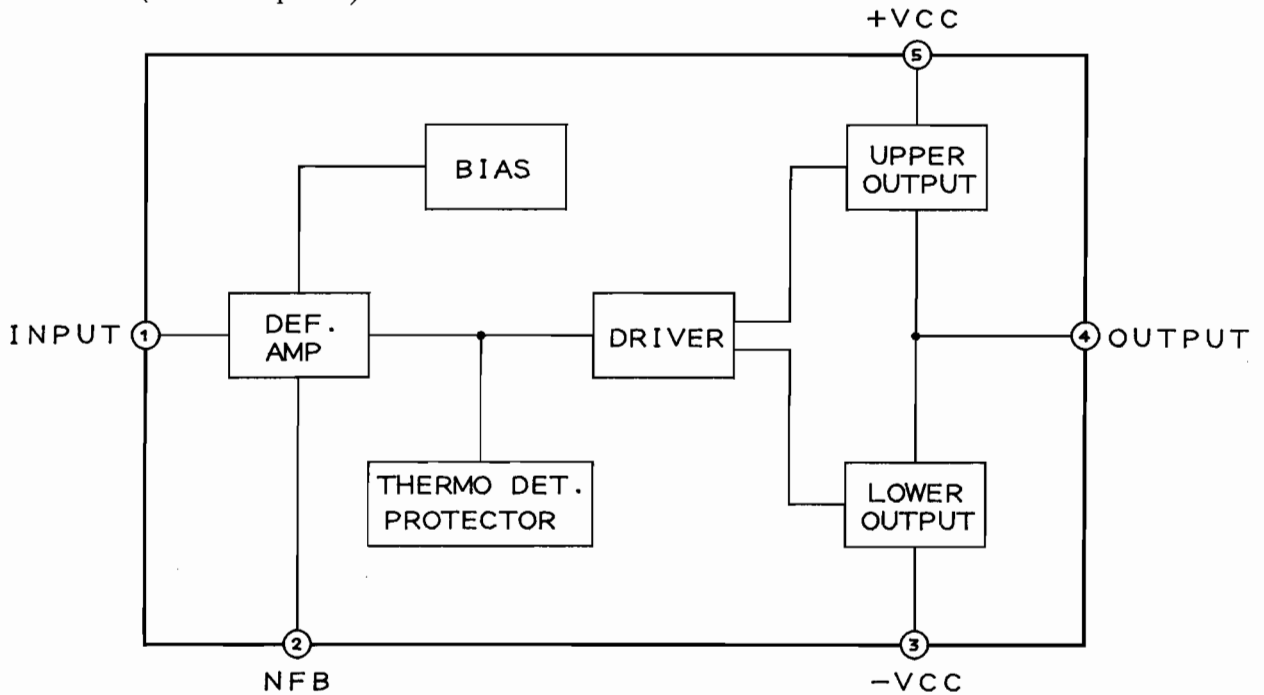 +VCC
5
BIAS
UPPER
OUTPUT
INPUT
1
DEF.
AMP
DRIVER
4
OUTPUT
THERMO DET.
PROTECTOR
LOWER
OUTPUT
2
3
NFB
-VCC